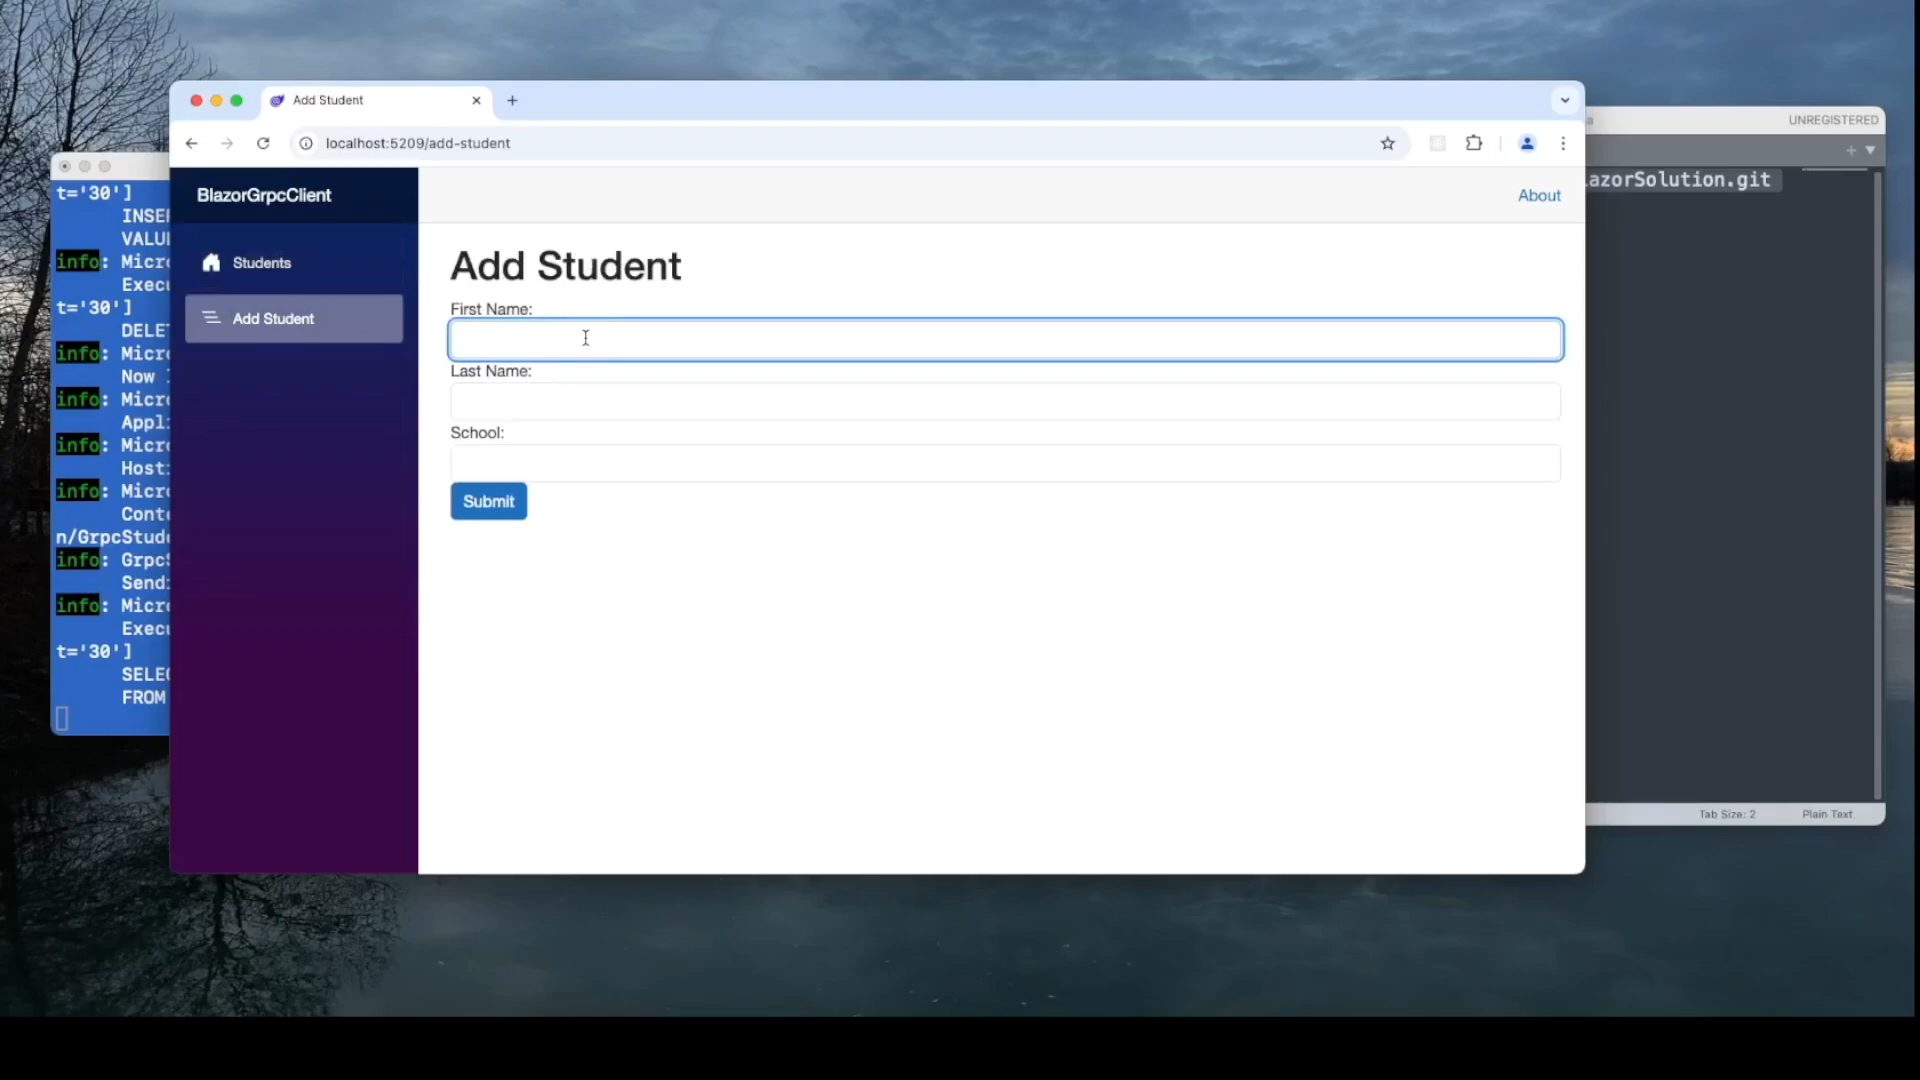 Add Student
localhost:5209/add-student
UNREGISTERED
BlazorGrpcClient
About
azorSolution.git
Students
Add Student
Add Student
First Name:
Last Name:
School:
Submit
t='30']
INSE
VALU
info: Micr
Exec
t='30']
DELE
info: Micr
Now
info: Micr
Appl
info: Micr
Host
info: Micr
Cont
n/GrpcStud
info: Grpc
Send
info: Micr
Exec
t='30']
SELE
FROM
Tab Size: 2
Plain Text